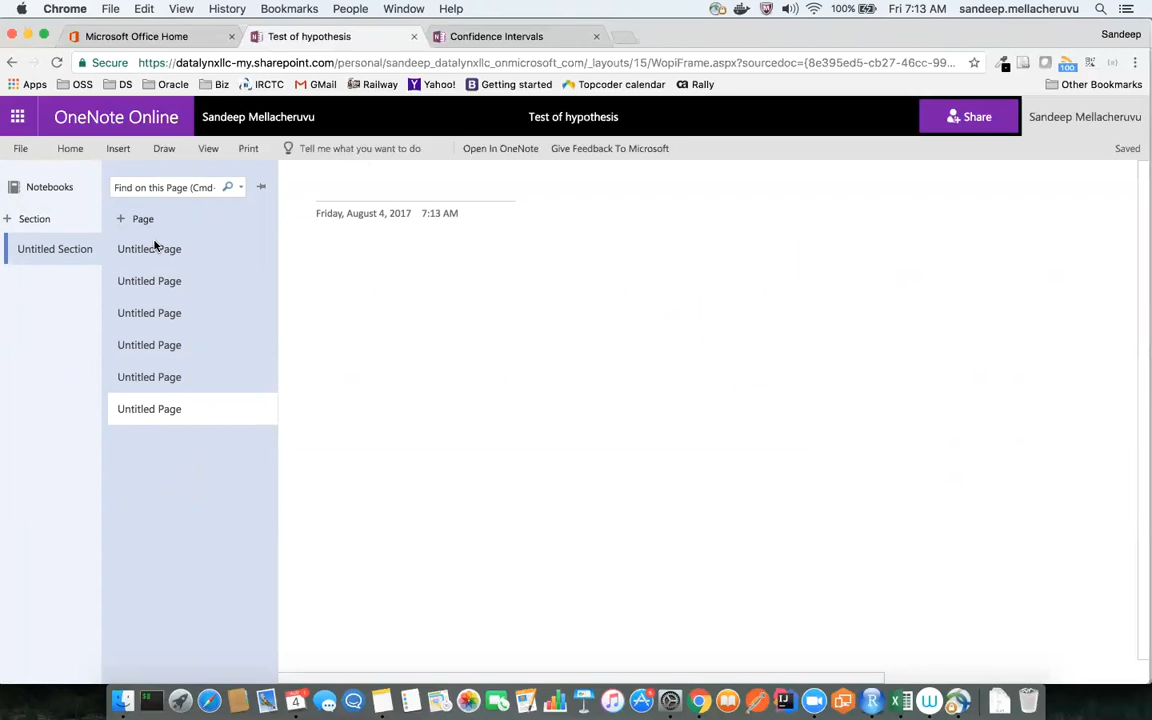 Chrome File Edit View History Bookmarks People Window Help 100% Fri 7:13 AM sandeep.mellacheruvu
Microsoft Office Home Test of hypothesis Confidence Intervals Sandeep
Secure https://datalynxllc-my.sharepoint.com/personal/sandeep_datalynxllc_onmicrosoft_com/_layouts/15/WopiFrame.aspx?sourcedoc={8e395ed5-cb27-46cc-99... 100
Apps OSS DS Oracle Biz IRCTC GMail Railway Yahoo! Getting started Topcoder calendar Rally Other Bookmarks
OneNote Online Sandeep Mellacheruvu Test of hypothesis Share Sandeep Mellacheruvu
File Home Insert Draw View Print Tell me what you want to do Open In OneNote Give Feedback To Microsoft Saved
Notebooks Find on this Page (Cmd-
+ Section + Page Friday, August 4, 2017 7:13 AM
Untitled Section Untitled Page
Untitled Page
Untitled Page
Untitled Page
Untitled Page
Untitled Page